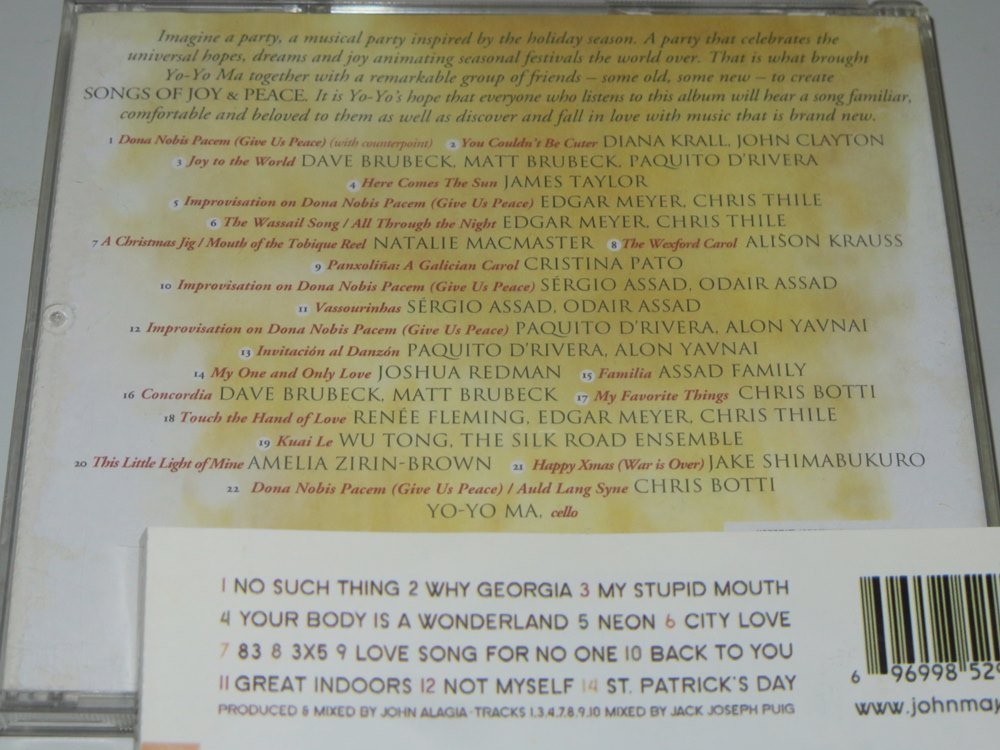 Imagine a party, a musical party inspired by the holiday season. A party that celebrates the
universal hopes, dreams and joy animating seasonal festivals the world over. That is what brought
Yo-Yo Ma together with a remarkable group of friends – some old, some new – to create
SONGS OF JOY & PEACE. It is Yo-Yo's hope that everyone who listens to this album will hear a song familiar,
comfortable and beloved to them as well as discover and fall in love with music that is brand new.
1 Dona Nobis Pacem (Give Us Peace) (with counterpoint) 2 You Couldn't Be Cuter DIANA KRALL, JOHN CLAYTON
3 Joy to the World DAVE BRUBECK, MATT BRUBECK, PAQUITO D'RIVERA
4 Here Comes The Sun JAMES TAYLOR
5 Improvisation on Dona Nobis Pacem (Give Us Peace) EDGAR MEYER, CHRIS THILE
6 The Wassail Song / All Through the Night EDGAR MEYER, CHRIS THILE
7 A Christmas Jig / Mouth of the Tobique Reel NATALIE MACMASTER 8 The Wexford Carol ALISON KRAUSS
9 Panxoliña: A Galician Carol CRISTINA PATO
10 Improvisation on Dona Nobis Pacem (Give Us Peace) SÉRGIO ASSAD, ODAIR ASSAD
11 Vassourinhas SÉRGIO ASSAD, ODAIR ASSAD
12 Improvisation on Dona Nobis Pacem (Give Us Peace) PAQUITO D'RIVERA, ALON YAVNAI
13 Invitación al Danzón PAQUITO D'RIVERA, ALON YAVNAI
14 My One and Only Love JOSHUA REDMAN 15 Familia ASSAD FAMILY
16 Concordia DAVE BRUBECK, MATT BRUBECK 17 My Favorite Things CHRIS BOTTI
18 Touch the Hand of Love RENÉE FLEMING, EDGAR MEYER, CHRIS THILE
19 Kuai Le WU TONG, THE SILK ROAD ENSEMBLE
20 This Little Light of Mine AMELIA ZIRIN-BROWN 21 Happy Xmas (War is Over) JAKE SHIMABUKURO
22 Dona Nobis Pacem (Give Us Peace) / Auld Lang Syne CHRIS BOTTI
YO-YO MA, cello
1 NO SUCH THING 2 WHY GEORGIA 3 MY STUPID MOUTH
4 YOUR BODY IS A WONDERLAND 5 NEON 6 CITY LOVE
7 83 8 3X5 9 LOVE SONG FOR NO ONE 10 BACK TO YOU
11 GREAT INDOORS 12 NOT MYSELF 14 ST. PATRICK'S DAY
PRODUCED & MIXED BY JOHN ALAGIA · TRACKS 1,3,4,7,8,9,10 MIXED BY JACK JOSEPH PUIG
6 96998 529
www.johnmay